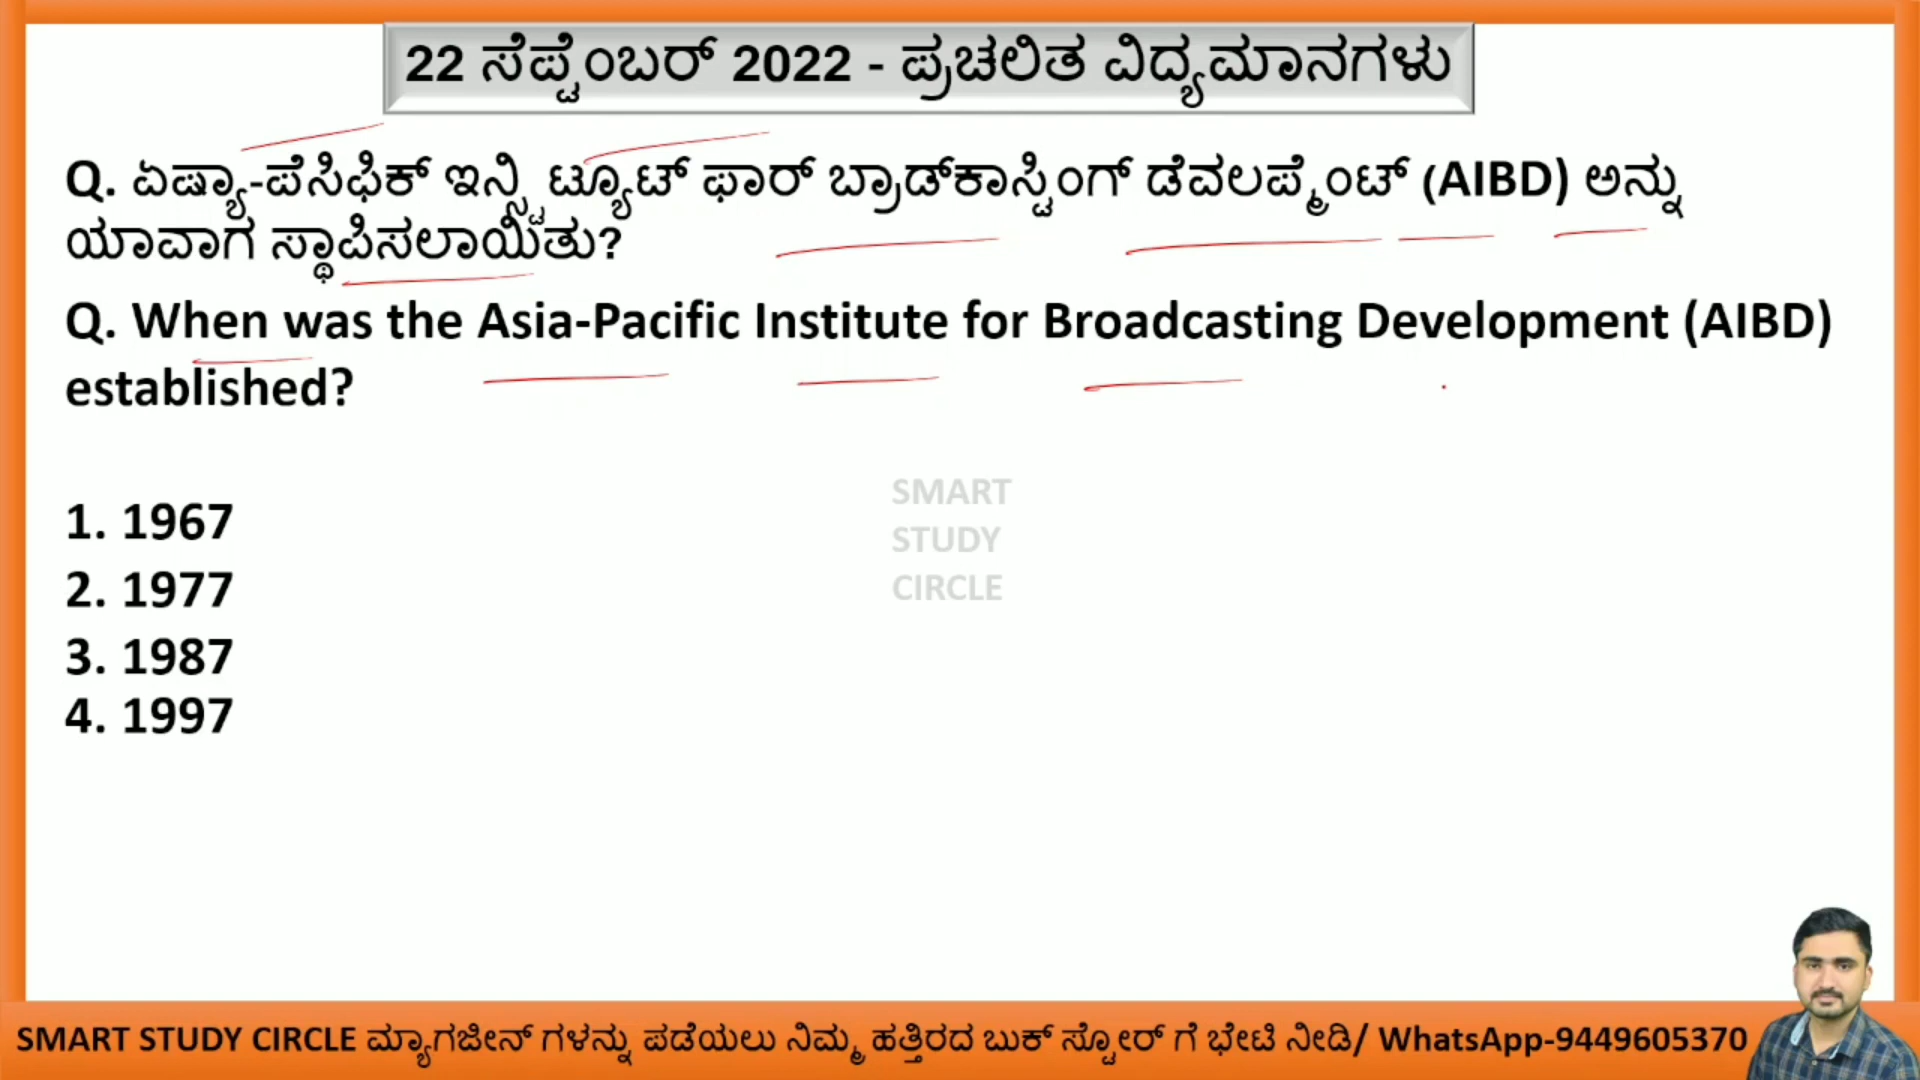 22 ಸೆಪ್ಟೆಂಬರ್ 2022 - ಪ್ರಚಲಿತ ವಿದ್ಯಮಾನಗಳು
Q. ಏಷ್ಯಾ-ಪೆಸಿಫಿಕ್ ಇನ್ಸ್ಟಿಟ್ಯೂಟ್ ಫಾರ್ ಬ್ರಾಡ್‌ಕಾಸ್ಟಿಂಗ್ ಡೆವಲಪ್ಮೆಂಟ್ (AIBD) ಅನ್ನು
ಯಾವಾಗ ಸ್ಥಾಪಿಸಲಾಯಿತು?
Q. When was the Asia-Pacific Institute for Broadcasting Development (AIBD)
established?
1. 1967
2. 1977
3. 1987
4. 1997
SMART
STUDY
CIRCLE
SMART STUDY CIRCLE ಮ್ಯಾಗಜೀನ್ ಗಳನ್ನು ಪಡೆಯಲು ನಿಮ್ಮ ಹತ್ತಿರದ ಬುಕ್ ಸ್ಟೋರ್ ಗೆ ಭೇಟಿ ನೀಡಿ/ WhatsApp-9449605370